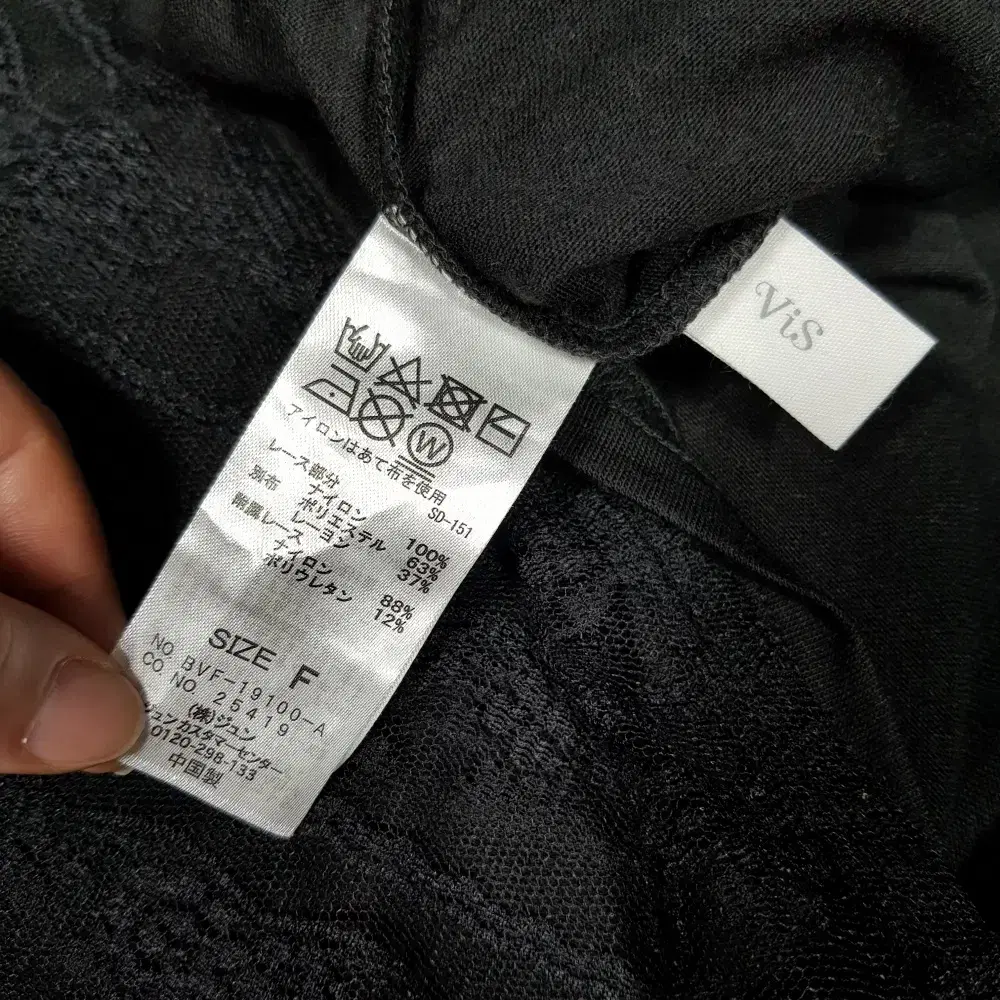 ViS
W
アイロンはあて布を使用
SD-151
レース部分
ナイロン 100%
別布 ポリエステル 63%
レーヨン 37%
附属レース
ナイロン 88%
ポリウレタン 12%
SIZE F
NO BVF-19100-A
CO.NO 25419
(株)ジュン
ジュンカスタマーセンター
0120-298-133
中国製